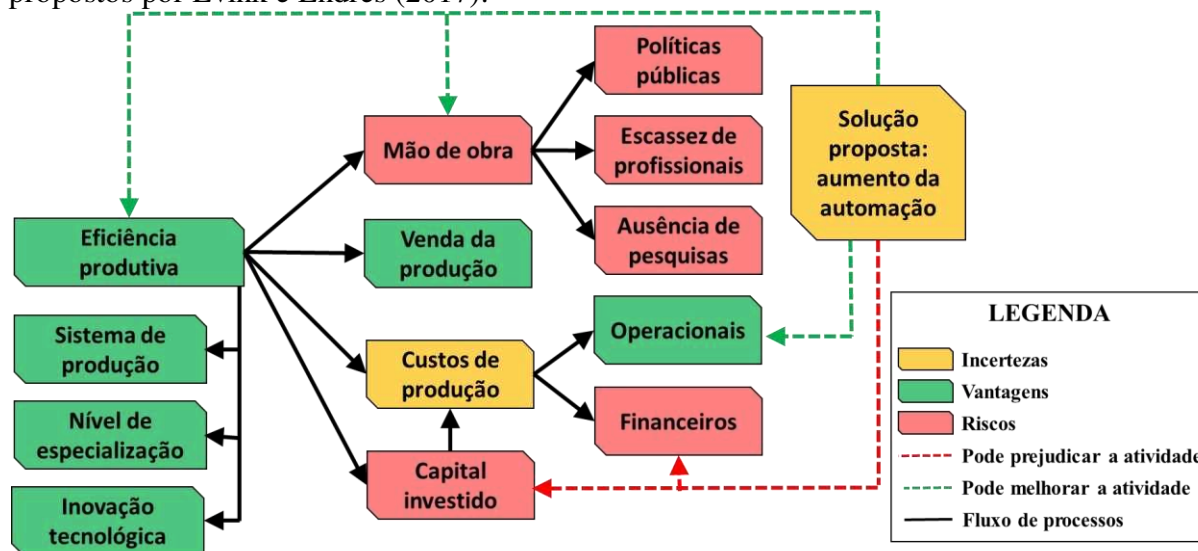 propostos por Evink e Endres (2017).
Políticas
públicas
Mão de obra
Escassez de
profissionais
Solução
proposta:
aumento da
automação
Eficiência
produtiva
Venda da
produção
Ausência de
pesquisas
Sistema de
produção
Custos de
produção
Operacionais
Nível de
especialização
Financeiros
Capital
investido
Inovação
tecnológica
LEGENDA
Incertezas
Vantagens
Riscos
Pode prejudicar a atividade
Pode melhorar a atividade
Fluxo de processos